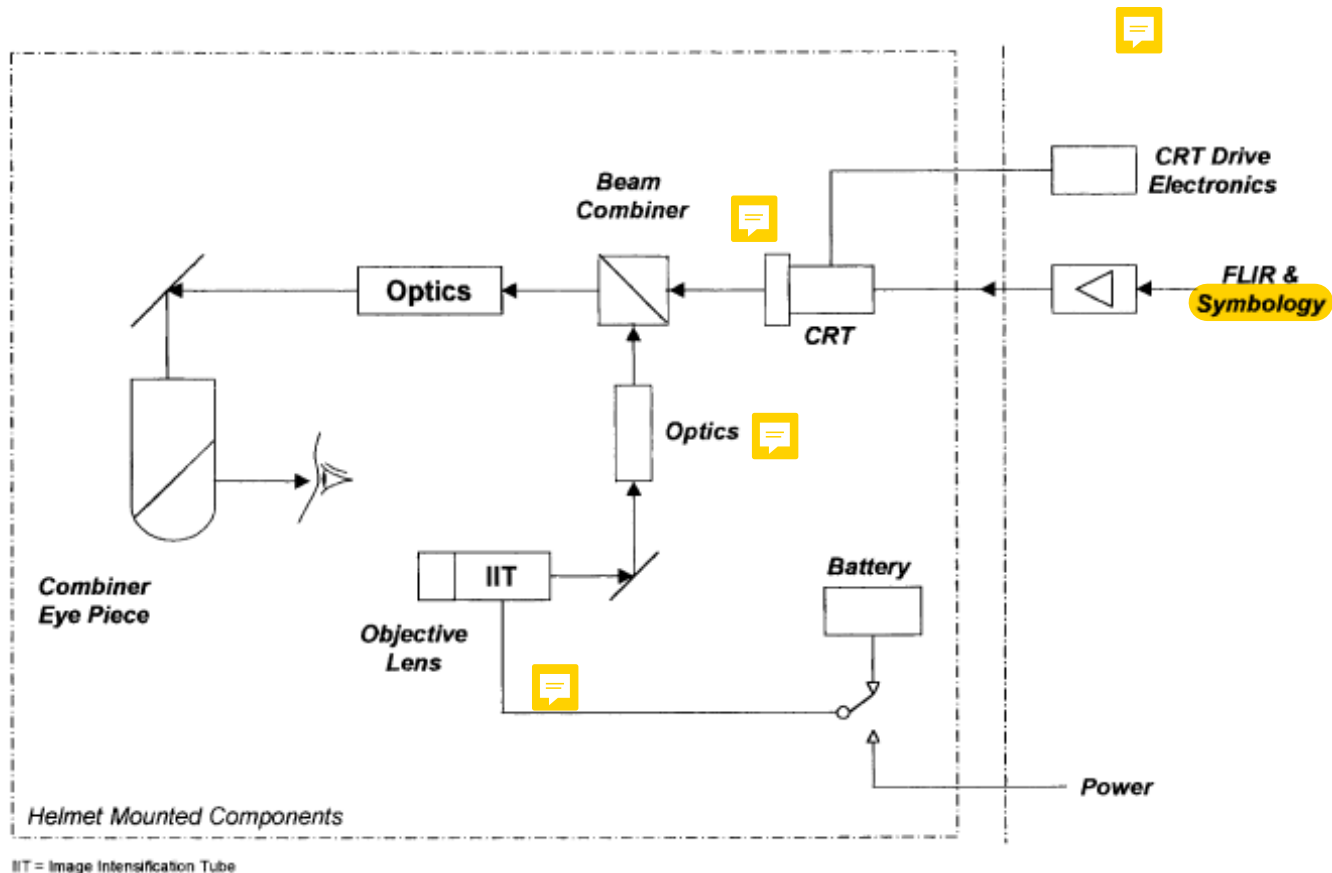 CRT Drive
Electronics
Beam
Combiner
FLIR &
Symbology
Optics
CRT
Optics
IIT
Battery
Combiner
Eye Piece
Objective
Lens
Power
Helmet Mounted Components
IIT = Image Intensification Tube